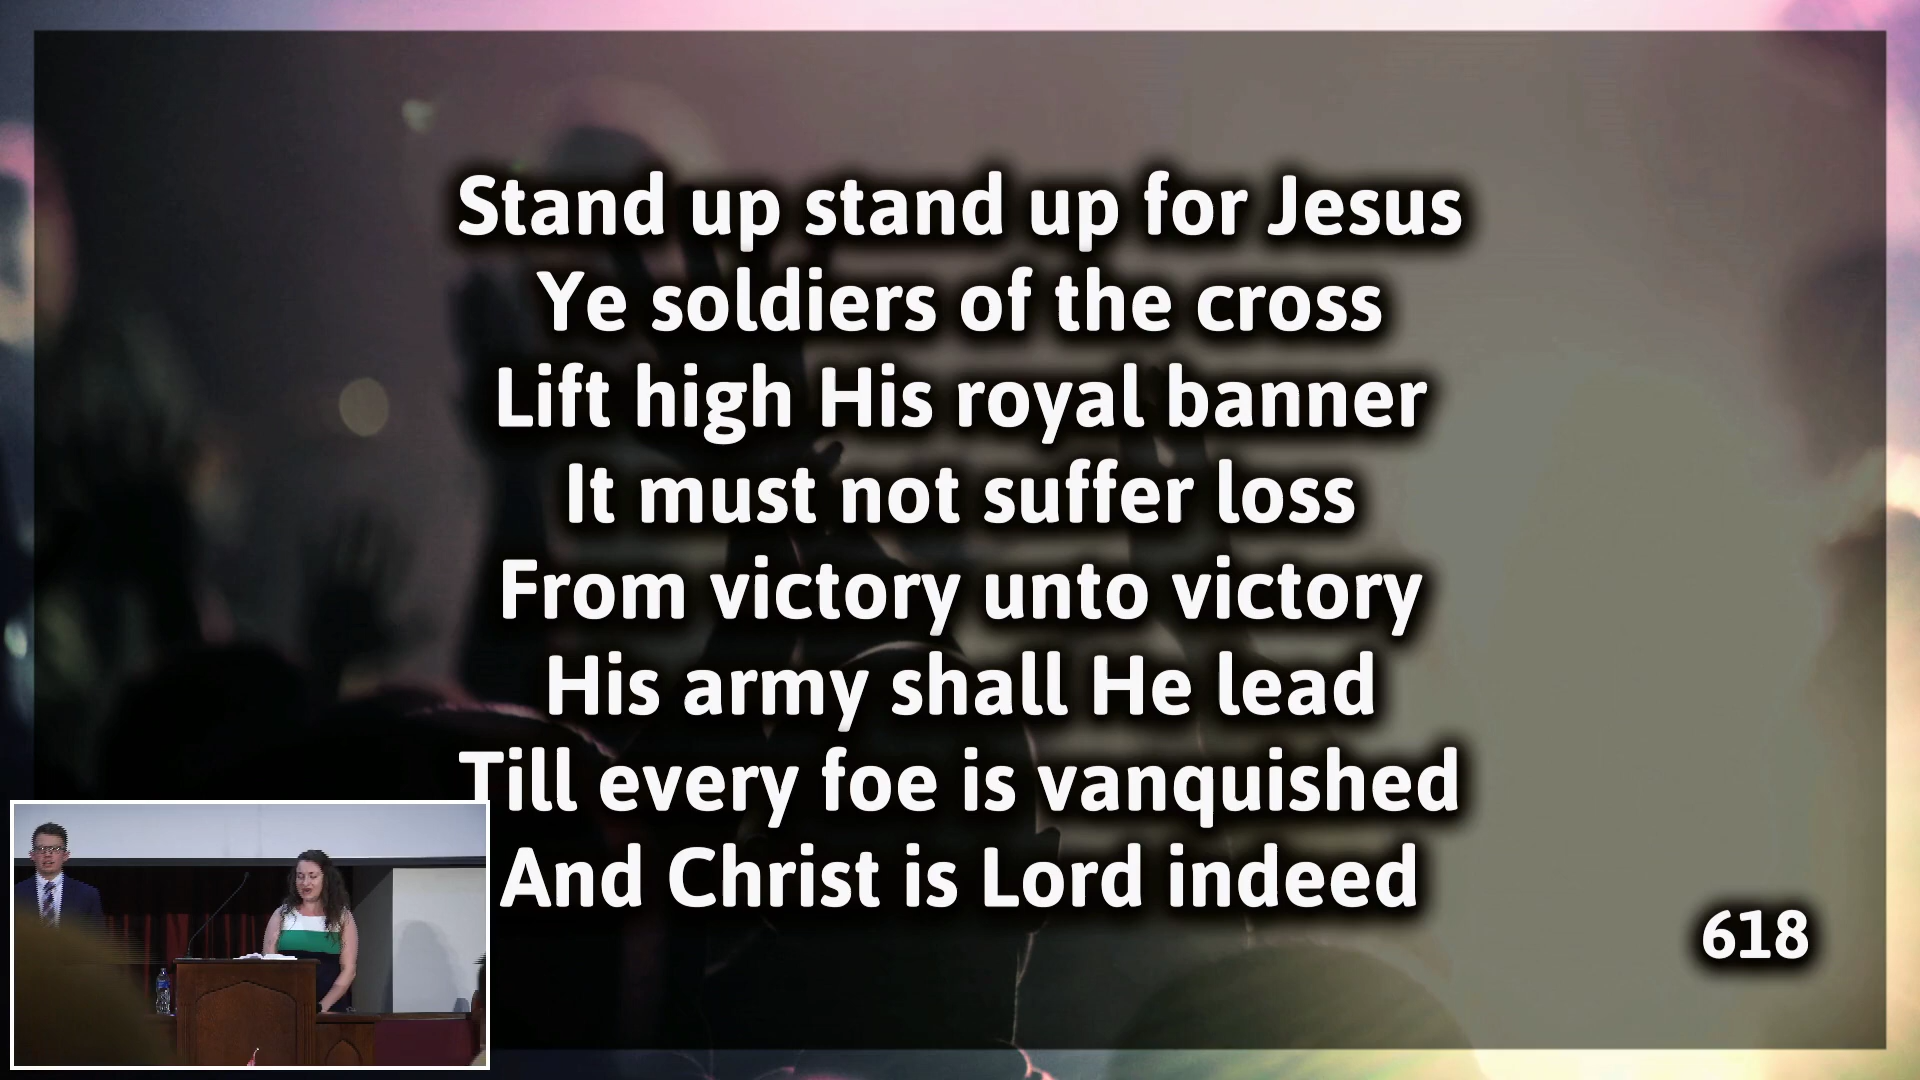 Stand up stand up for Jesus
Ye soldiers of the cross
Lift high His royal banner
It must not suffer loss
From victory unto victory
His army shall He lead
Till every foe is vanquished
And Christ is Lord indeed
618